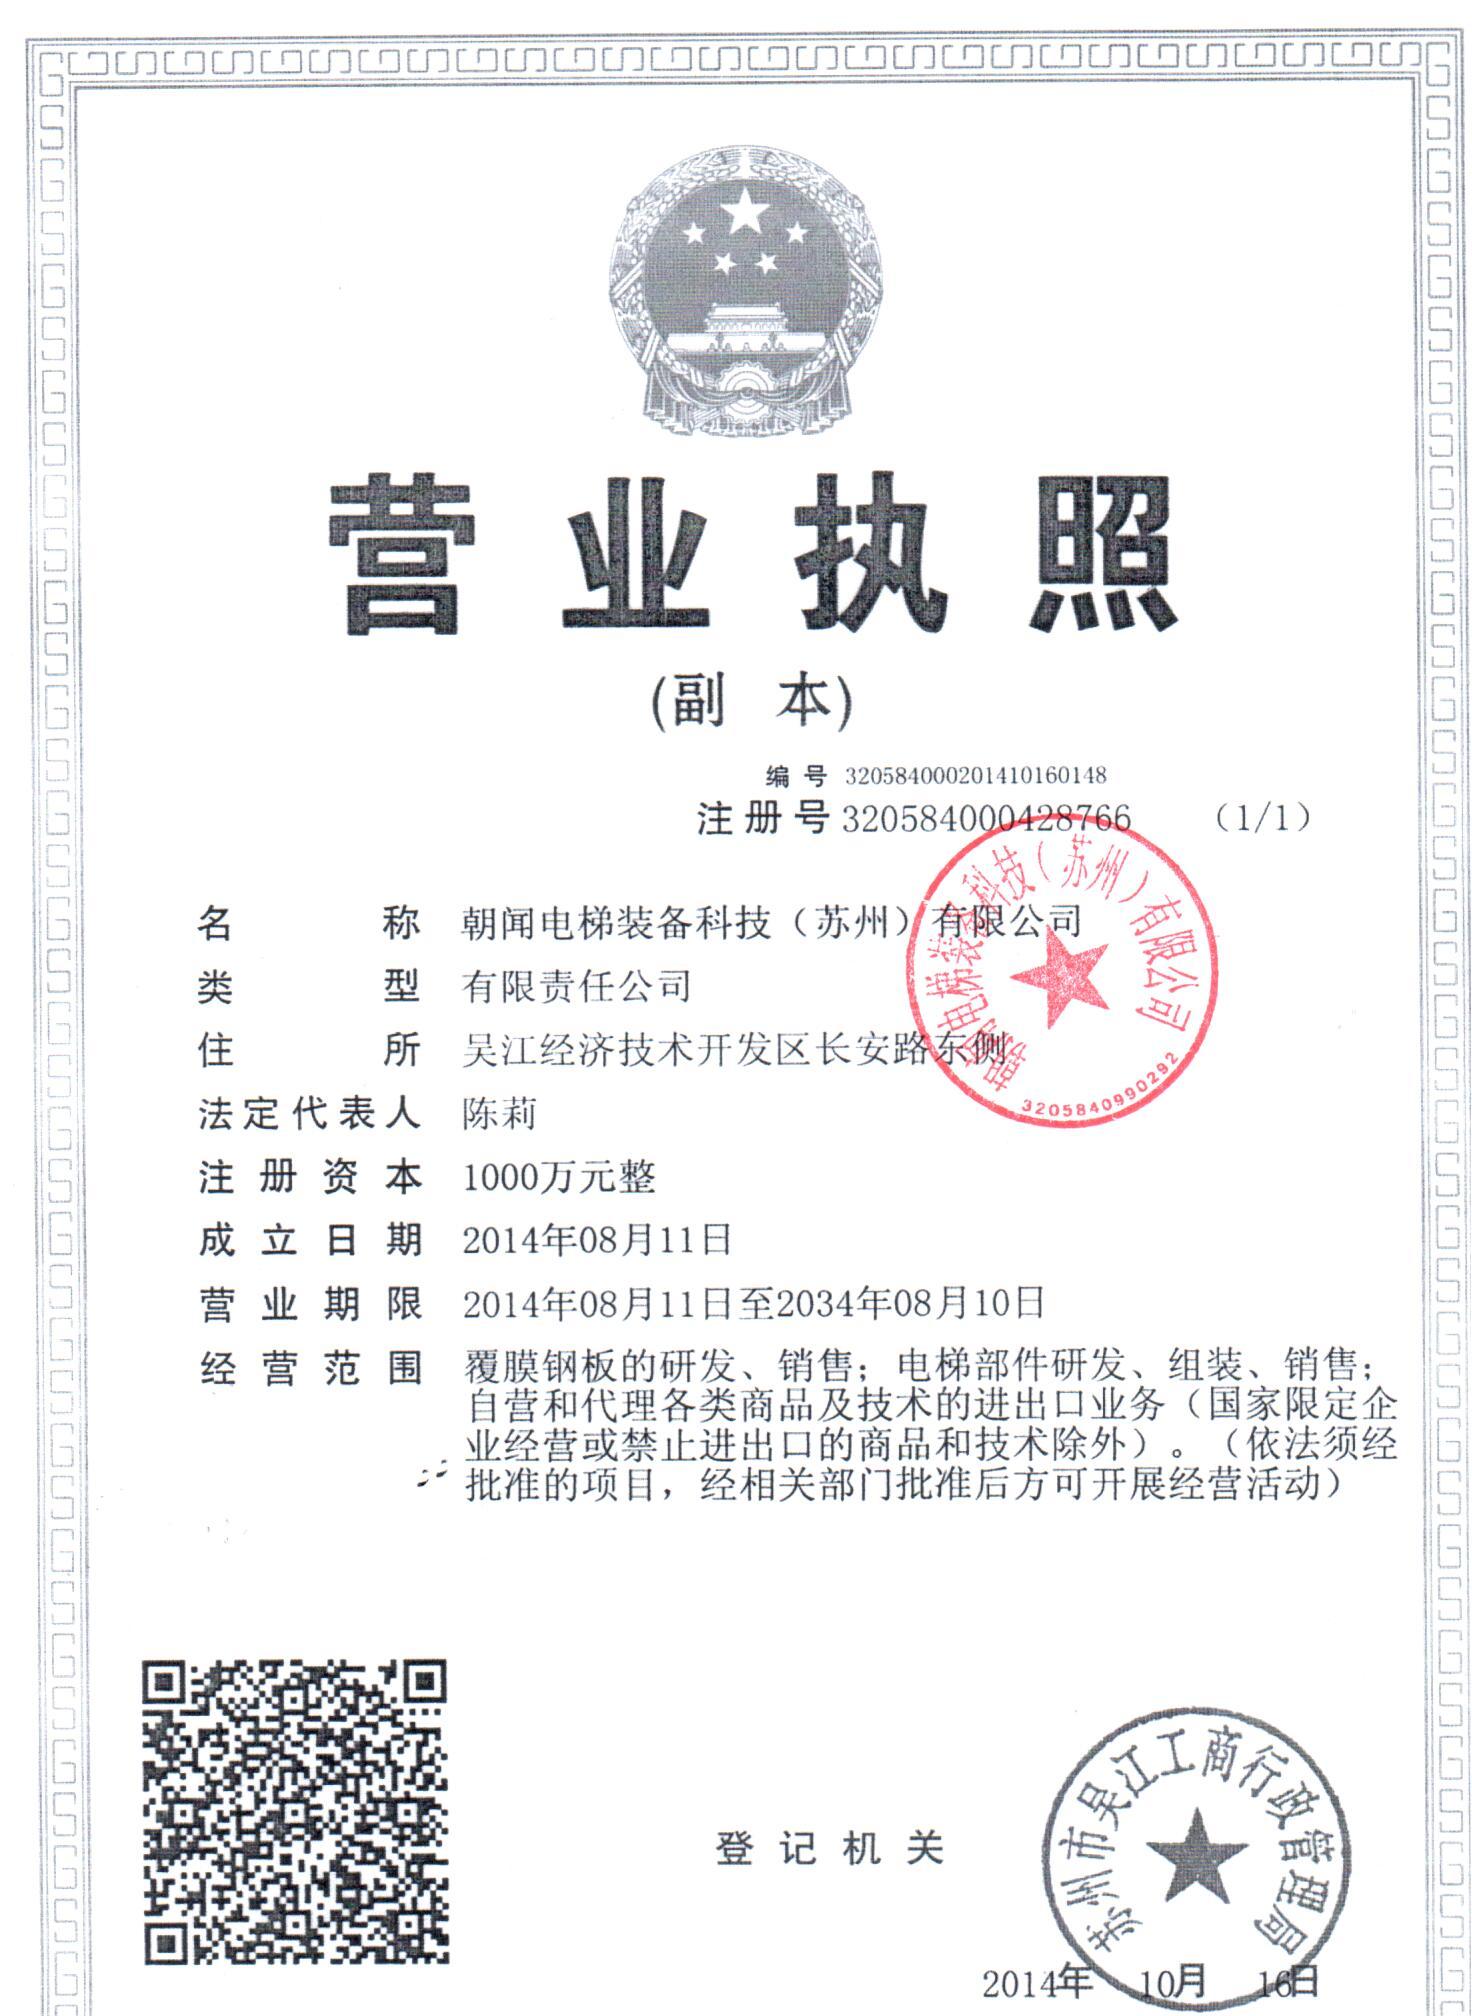 营业执照
(副 本)
编号 320584000201410160148
注册号 320584000428766 （1/1）
名称 朝闻电梯装备科技（苏州）有限公司
类型 有限责任公司
住所 吴江经济技术开发区长安路东侧
法定代表人 陈莉
注册资本 1000万元整
成立日期 2014年08月11日
营业期限 2014年08月11日至2034年08月10日
经营范围 覆膜钢板的研发、销售；电梯部件研发、组装、销售；
自营和代理各类商品及技术的进出口业务（国家限定企
业经营或禁止进出口的商品和技术除外）。（依法须经
批准的项目，经相关部门批准后方可开展经营活动）
朝闻电梯装备科技（苏州）有限公司
3205840990292
登记机关
苏州市吴江工商行政管理局
2014年 10月 16日